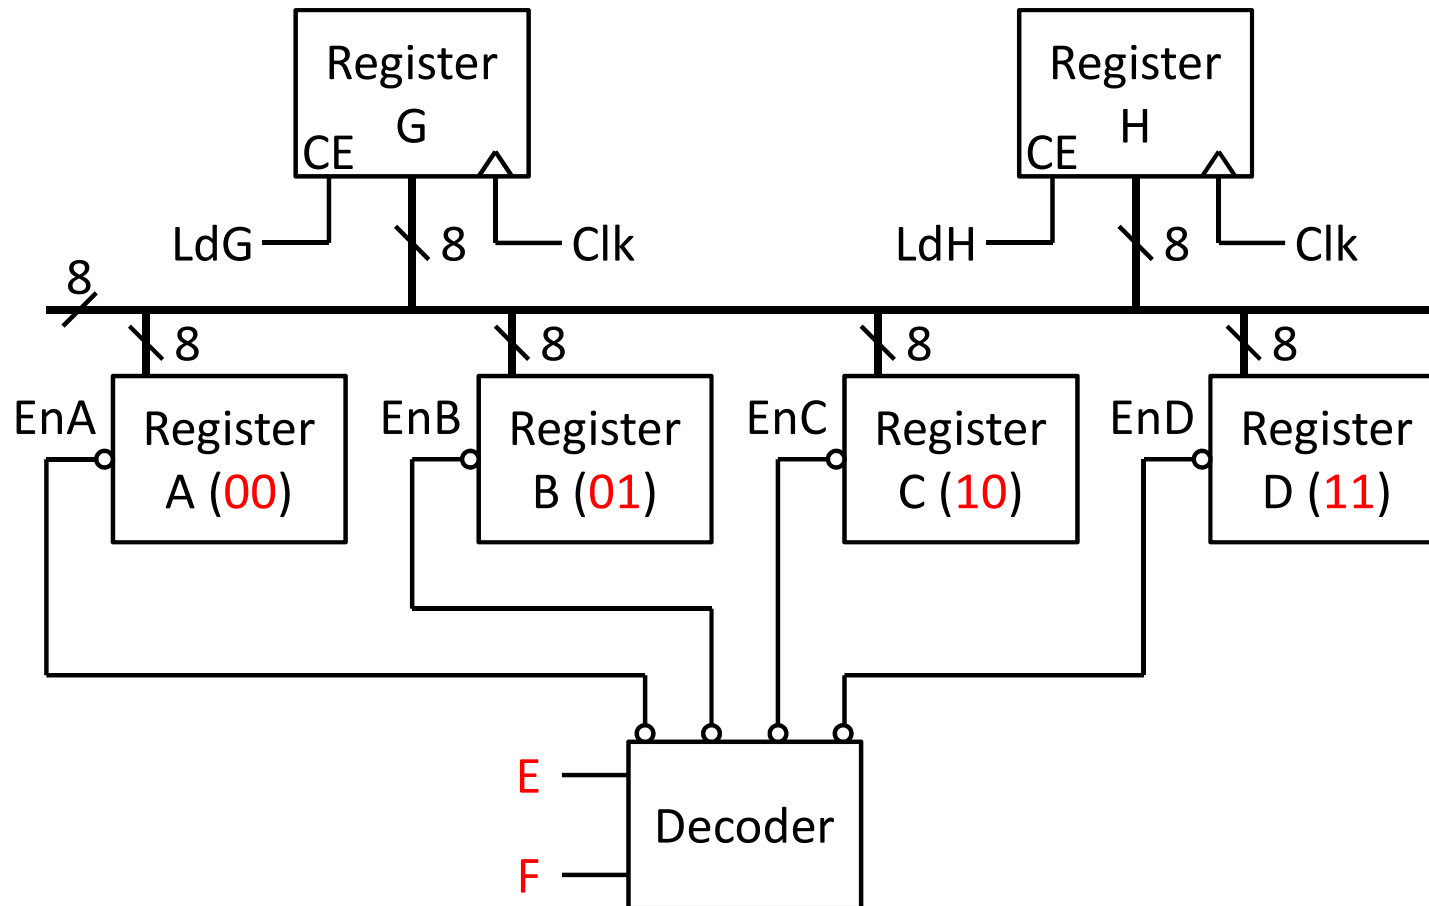 Register
G
CE
Register
H
CE
LdG
8
Clk
LdH
8
Clk
8
8
8
8
8
EnA
Register
A (00)
EnB
Register
B (01)
EnC
Register
C (10)
EnD
Register
D (11)
E
Decoder
F